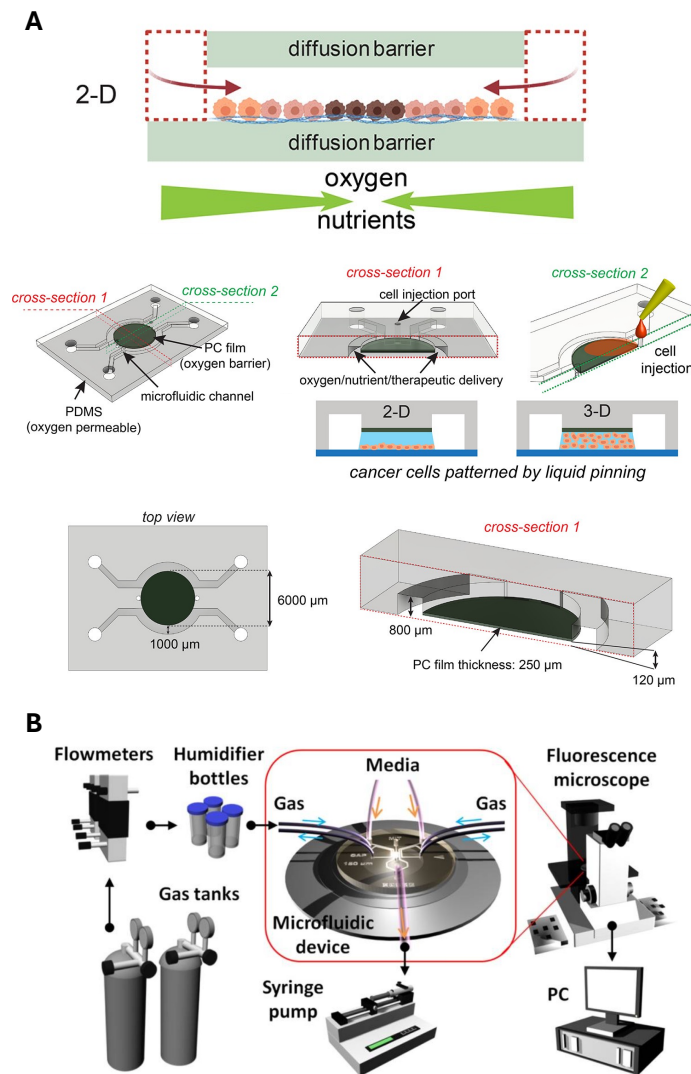 A
diffusion barrier
2-D
diffusion barrier
oxygen
nutrients
cross-section 1
cross-section 2
PC film
(oxygen barrier)
microfluidic channel
PDMS
(oxygen permeable)
cross-section 1
cell injection port
oxygen/nutrient/therapeutic delivery
cross-section 2
cell
injection
2-D
3-D
cancer cells patterned by liquid pinning
top view
6000 µm
1000 µm
cross-section 1
800 µm
PC film thickness: 250 µm
120 µm
B
Flowmeters
Humidifier
bottles
Media
Gas
Gas
Fluorescence
microscope
Gas tanks
GAP
Microfluidic
device
Syringe
pump
PC